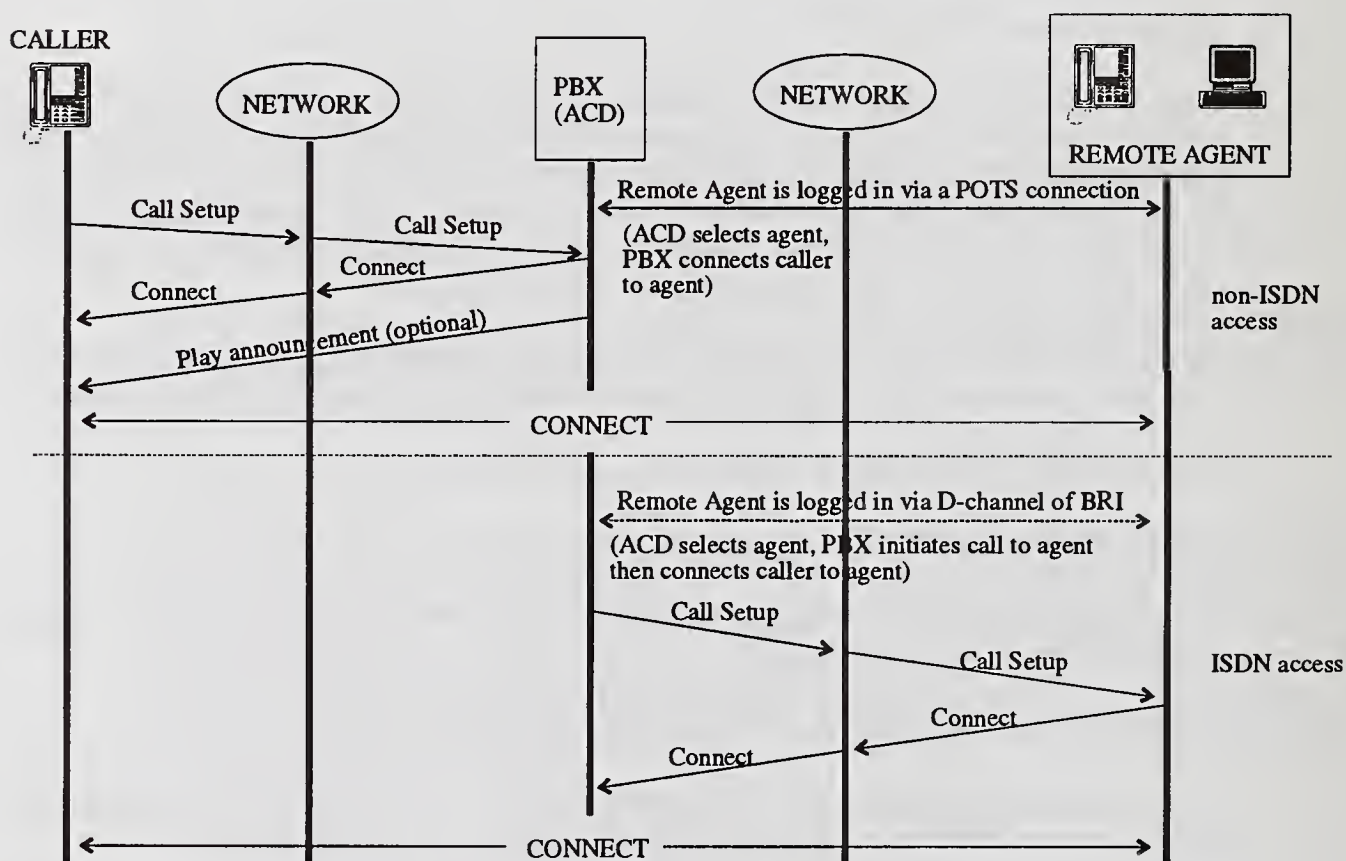 CALLER
NETWORK
PBX
(ACD)
NETWORK
REMOTE AGENT
Remote Agent is logged in via a POTS connection
Call Setup
Call Setup
(ACD selects agent,
PBX connects caller
to agent)
Connect
Connect
non-ISDN
access
Play announcement (optional)
CONNECT
Remote Agent is logged in via D-channel of BRI
(ACD selects agent, PBX initiates call to agent
then connects caller to agent)
Call Setup
Call Setup
ISDN access
Connect
Connect
CONNECT